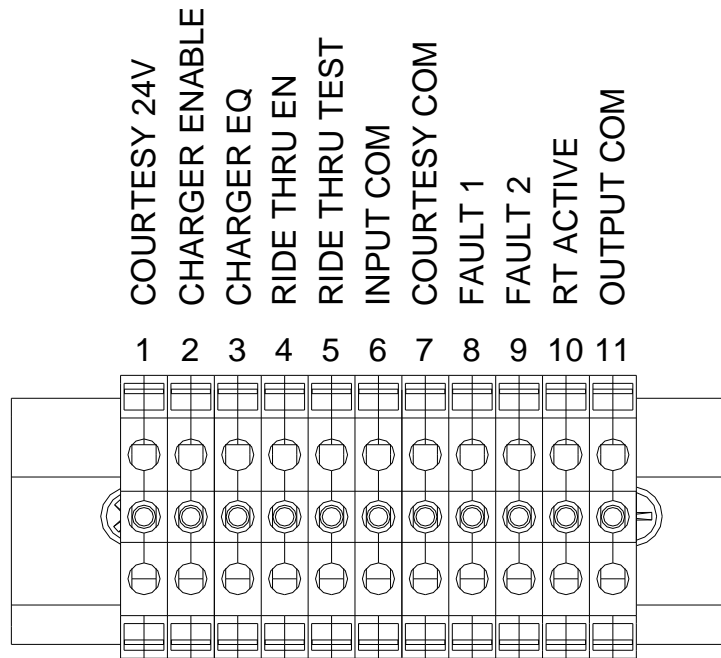 COURTESY 24V
CHARGER ENABLE
CHARGER EQ
RIDE THRU EN
RIDE THRU TEST
INPUT COM
COURTESY COM
FAULT 1
FAULT 2
RT ACTIVE
OUTPUT COM
1 2 3 4 5 6 7 8 9 10 11